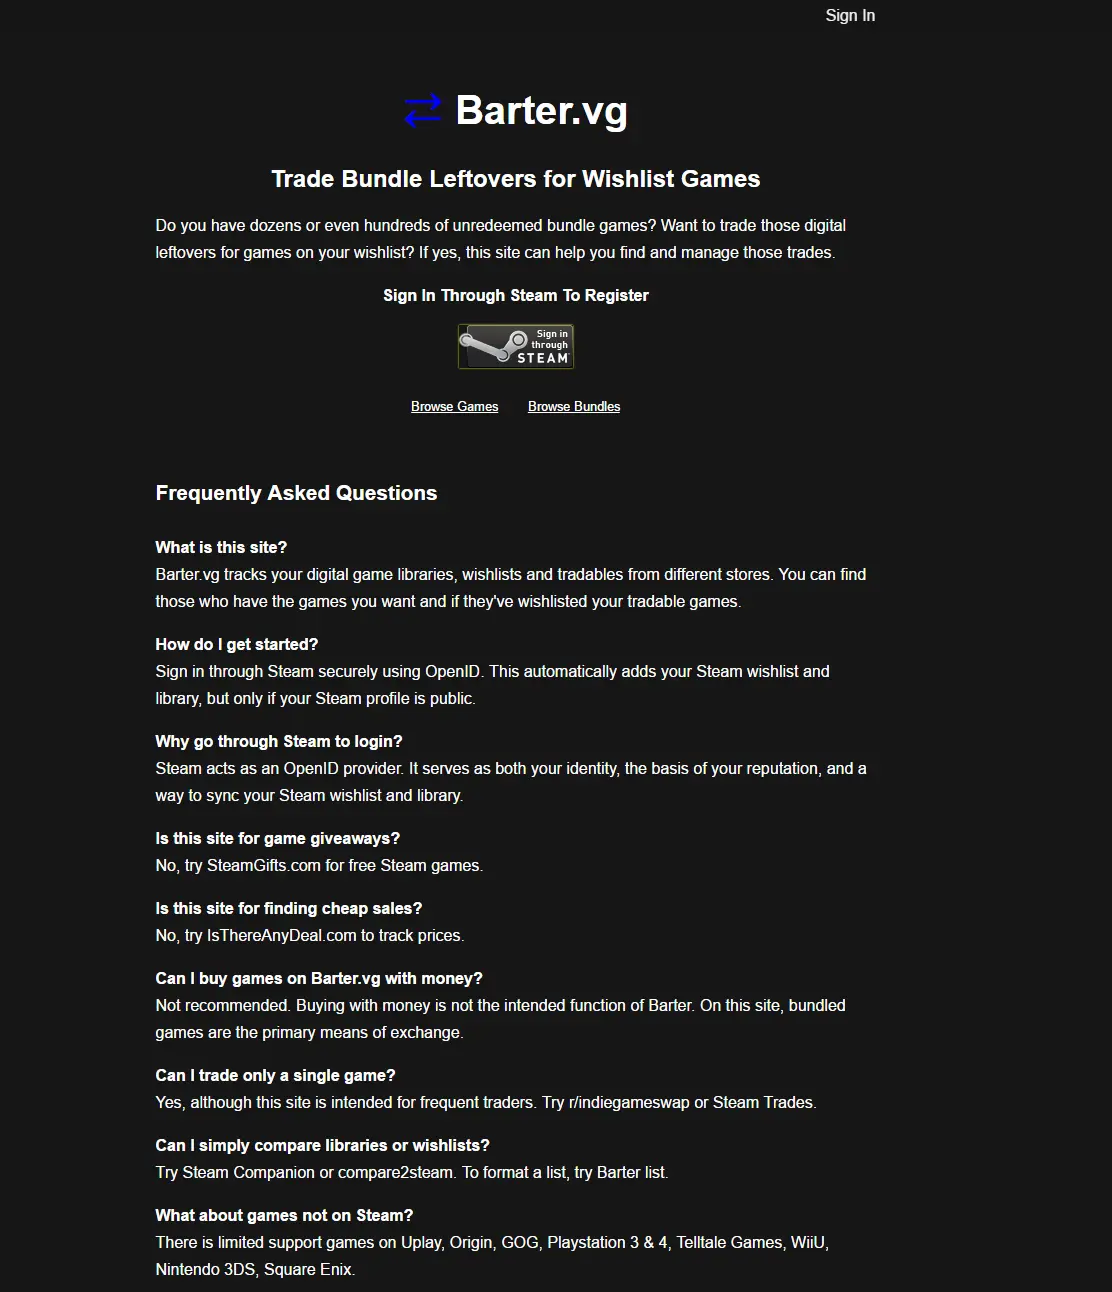 Sign In
⇄ Barter.vg
Trade Bundle Leftovers for Wishlist Games
Do you have dozens or even hundreds of unredeemed bundle games? Want to trade those digital
leftovers for games on your wishlist? If yes, this site can help you find and manage those trades.
Sign In Through Steam To Register
Sign in
through
STEAM
Browse Games Browse Bundles
Frequently Asked Questions
What is this site?
Barter.vg tracks your digital game libraries, wishlists and tradables from different stores. You can find
those who have the games you want and if they've wishlisted your tradable games.
How do I get started?
Sign in through Steam securely using OpenID. This automatically adds your Steam wishlist and
library, but only if your Steam profile is public.
Why go through Steam to login?
Steam acts as an OpenID provider. It serves as both your identity, the basis of your reputation, and a
way to sync your Steam wishlist and library.
Is this site for game giveaways?
No, try SteamGifts.com for free Steam games.
Is this site for finding cheap sales?
No, try IsThereAnyDeal.com to track prices.
Can I buy games on Barter.vg with money?
Not recommended. Buying with money is not the intended function of Barter. On this site, bundled
games are the primary means of exchange.
Can I trade only a single game?
Yes, although this site is intended for frequent traders. Try r/indiegameswap or Steam Trades.
Can I simply compare libraries or wishlists?
Try Steam Companion or compare2steam. To format a list, try Barter list.
What about games not on Steam?
There is limited support games on Uplay, Origin, GOG, Playstation 3 & 4, Telltale Games, WiiU,
Nintendo 3DS, Square Enix.